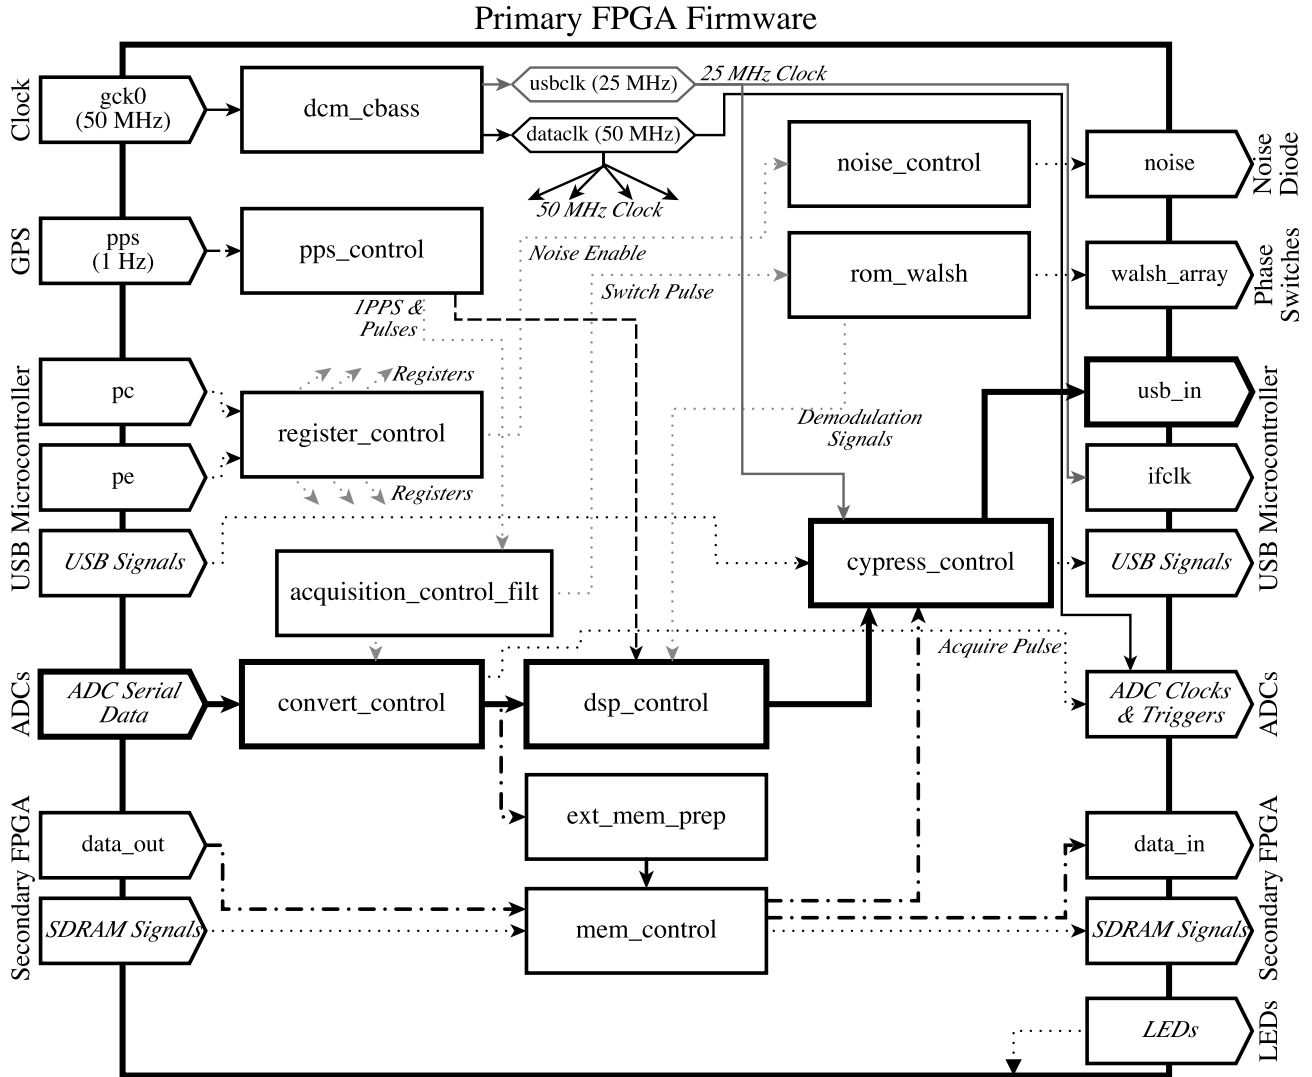 Primary FPGA Firmware
Clock
gck0
(50 MHz)
dcm_cbass
usbclk (25 MHz)
25 MHz Clock
dataclk (50 MHz)
50 MHz Clock
noise_control
noise
Noise
Diode
GPS
pps
(1 Hz)
pps_control
Noise Enable
Switch Pulse
rom_walsh
walsh_array
Phase
Switches
1PPS &
Pulses
USB Microcontroller
pc
pe
USB Signals
Registers
register_control
Registers
Demodulation
Signals
usb_in
ifclk
USB Signals
USB Microcontroller
acquisition_control_filt
cypress_control
Acquire Pulse
ADCs
ADC Serial
Data
convert_control
dsp_control
ADC Clocks
& Triggers
ADCs
Secondary FPGA
data_out
SDRAM Signals
ext_mem_prep
mem_control
data_in
SDRAM Signals
Secondary FPGA
LEDs
LEDs